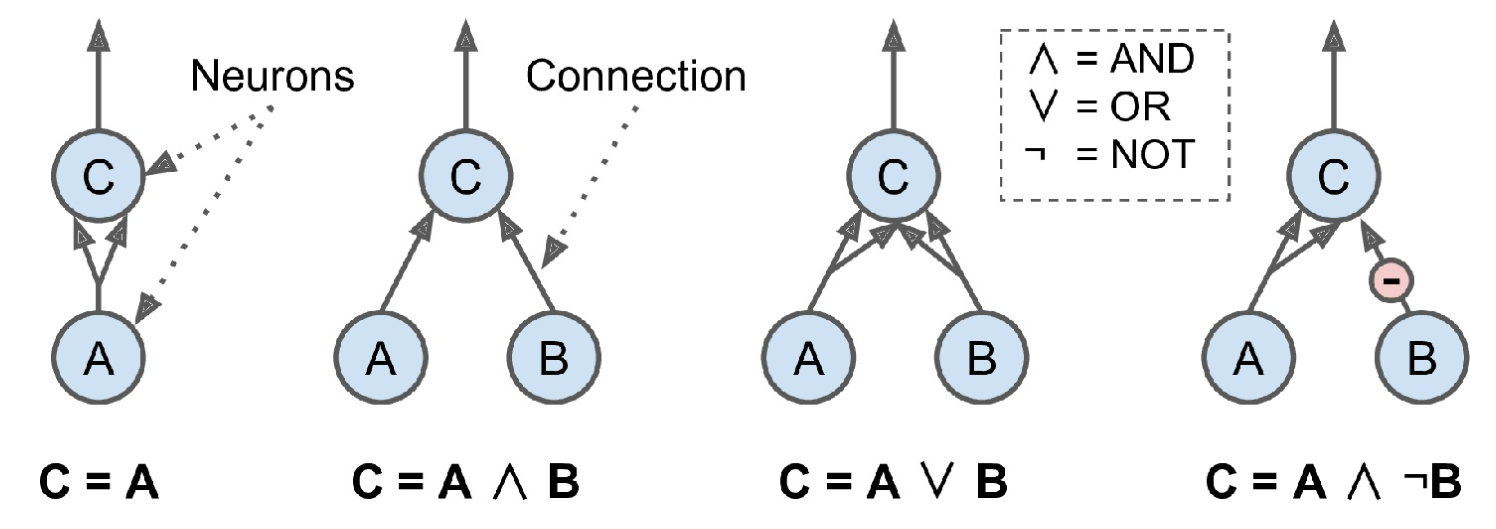 Neurons
Connection
∧ = AND
∨ = OR
¬ = NOT
C
C
C
C
-
A
A
B
A
B
A
B
C = A
C = A ∧ B
C = A ∨ B
C = A ∧ ¬B